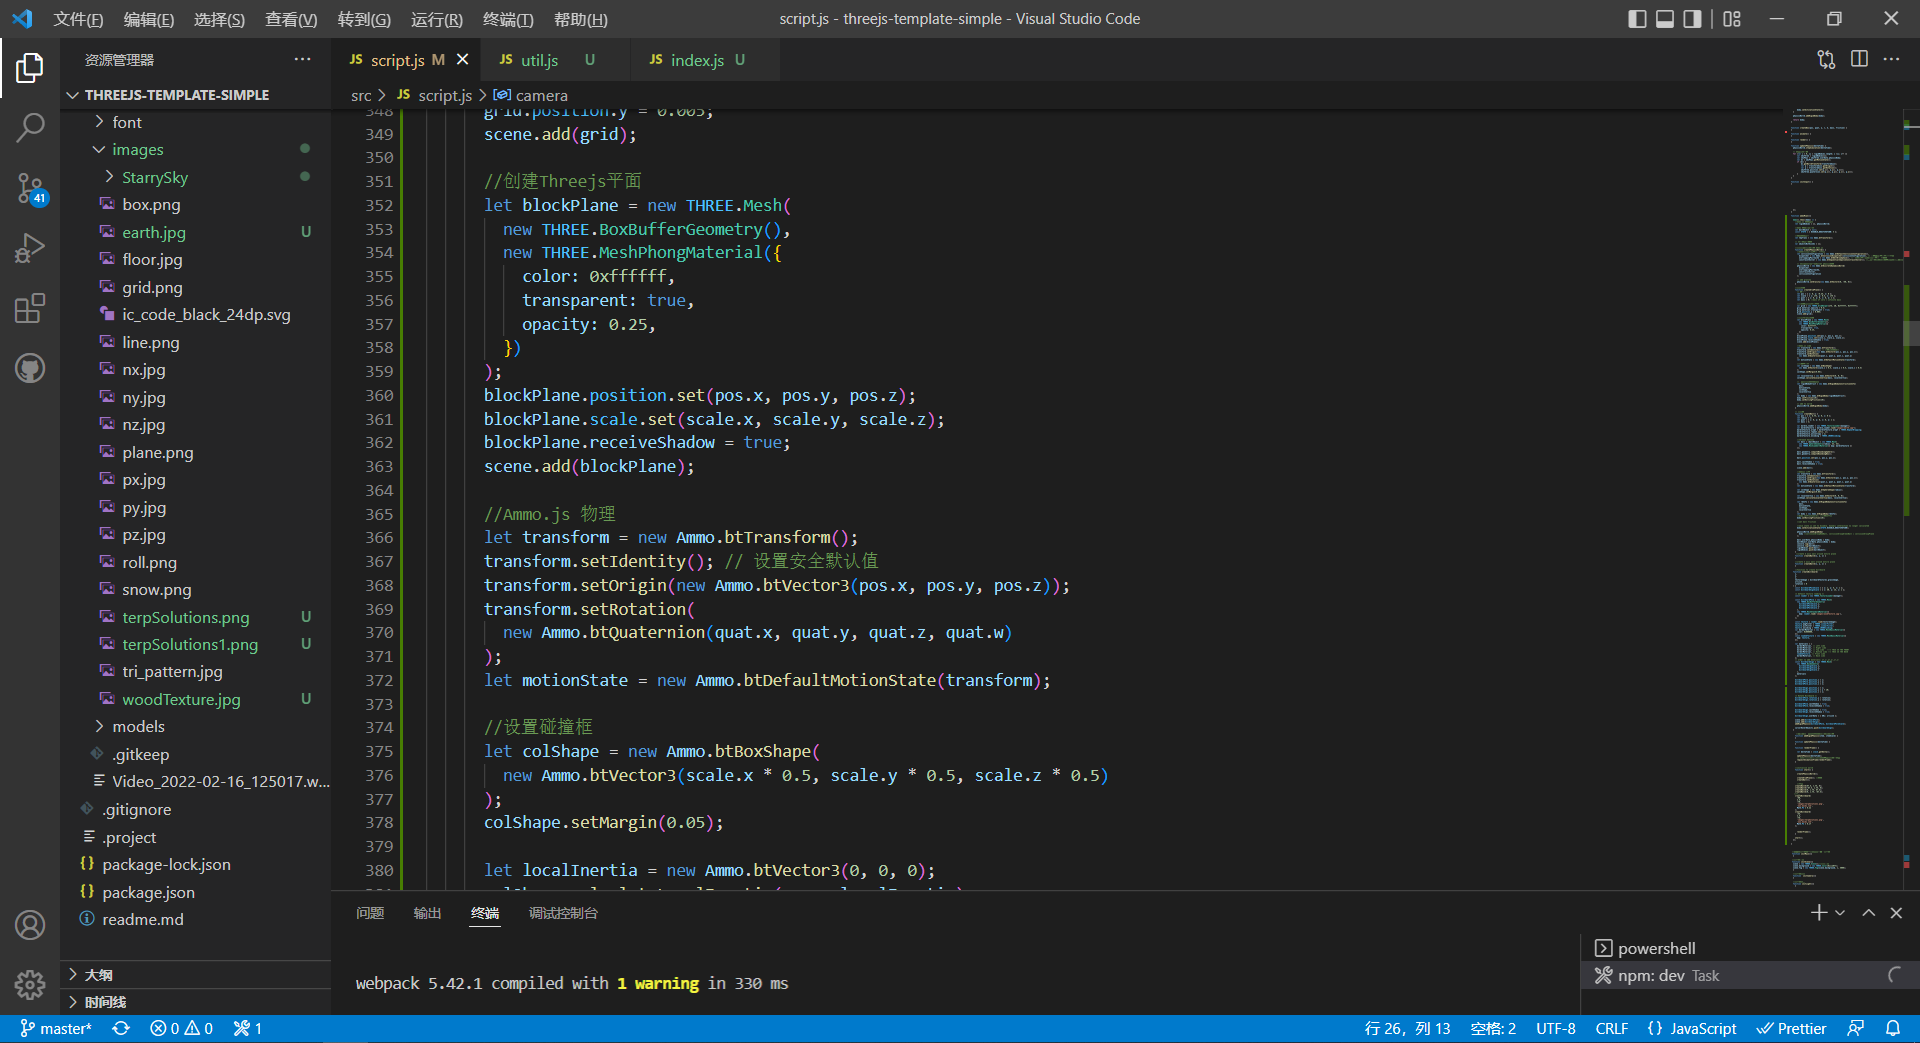 文件(F) 编辑(E) 选择(S) 查看(V) 转到(G) 运行(R) 终端(T) 帮助(H)
script.js - threejs-template-simple - Visual Studio Code
资源管理器
THREEJS-TEMPLATE-SIMPLE
font
images
StarrySky
box.png
earth.jpg U
floor.jpg
grid.png
ic_code_black_24dp.svg
line.png
nx.jpg
ny.jpg
nz.jpg
plane.png
px.jpg
py.jpg
pz.jpg
roll.png
snow.png
terpSolutions.png U
terpSolutions1.png U
tri_pattern.jpg
woodTexture.jpg U
models
.gitkeep
Video_2022-02-16_125017.w...
.gitignore
.project
package-lock.json
package.json
readme.md
大纲
时间线
41
JS script.js M
JS util.js U
JS index.js U
src > JS script.js > camera
348 grid.position.y = 0.005;
349 scene.add(grid);
350
351 //创建Threejs平面
352 let blockPlane = new THREE.Mesh(
353 new THREE.BoxBufferGeometry(),
354 new THREE.MeshPhongMaterial({
355 color: 0xffffff,
356 transparent: true,
357 opacity: 0.25,
358 })
359 );
360 blockPlane.position.set(pos.x, pos.y, pos.z);
361 blockPlane.scale.set(scale.x, scale.y, scale.z);
362 blockPlane.receiveShadow = true;
363 scene.add(blockPlane);
364
365 //Ammo.js 物理
366 let transform = new Ammo.btTransform();
367 transform.setIdentity(); // 设置安全默认值
368 transform.setOrigin(new Ammo.btVector3(pos.x, pos.y, pos.z));
369 transform.setRotation(
370 new Ammo.btQuaternion(quat.x, quat.y, quat.z, quat.w)
371 );
372 let motionState = new Ammo.btDefaultMotionState(transform);
373
374 //设置碰撞框
375 let colShape = new Ammo.btBoxShape(
376 new Ammo.btVector3(scale.x * 0.5, scale.y * 0.5, scale.z * 0.5)
377 );
378 colShape.setMargin(0.05);
379
380 let localInertia = new Ammo.btVector3(0, 0, 0);
问题 输出 终端 调试控制台
webpack 5.42.1 compiled with 1 warning in 330 ms
powershell
npm: dev Task
master* 0 0 1
行 26, 列 13 空格: 2 UTF-8 CRLF {} JavaScript Prettier